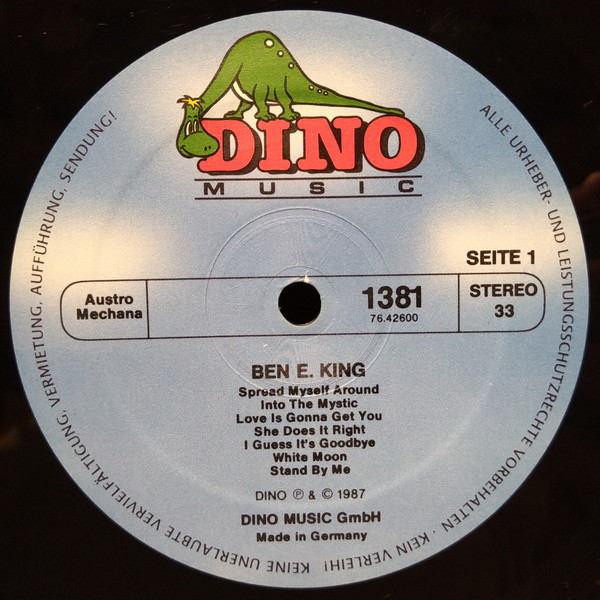 DINO
MUSIC
SEITE 1
Austro
Mechana
1381
76.42600
STEREO
33
BEN E. KING
Spread Myself Around
Into The Mystic
Love Is Gonna Get You
She Does It Right
I Guess It's Goodbye
White Moon
Stand By Me
DINO ℗ & © 1987
DINO MUSIC GmbH
Made in Germany
ALLE URHEBER- UND LEISTUNGSSCHUTZRECHTE VORBEHALTEN · KEIN VERLEIH! KEINE UNERLAUBTE VERVIELFÄLTIGUNG, VERMIETUNG, AUFFÜHRUNG, SENDUNG!